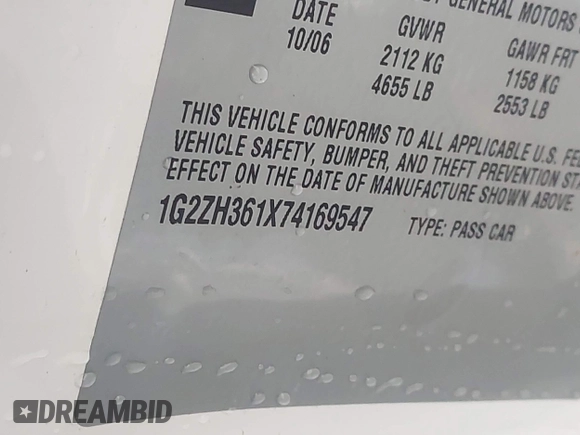 GENERAL MOTORS
DATE GVWR GAWR FRT
10/06 2112 KG 1158 KG
4655 LB 2553 LB
THIS VEHICLE CONFORMS TO ALL APPLICABLE U.S. FE
VEHICLE SAFETY, BUMPER, AND THEFT PREVENTION STA
EFFECT ON THE DATE OF MANUFACTURE SHOWN ABOVE.
1G2ZH361X74169547 TYPE: PASS CAR
DREAMBID